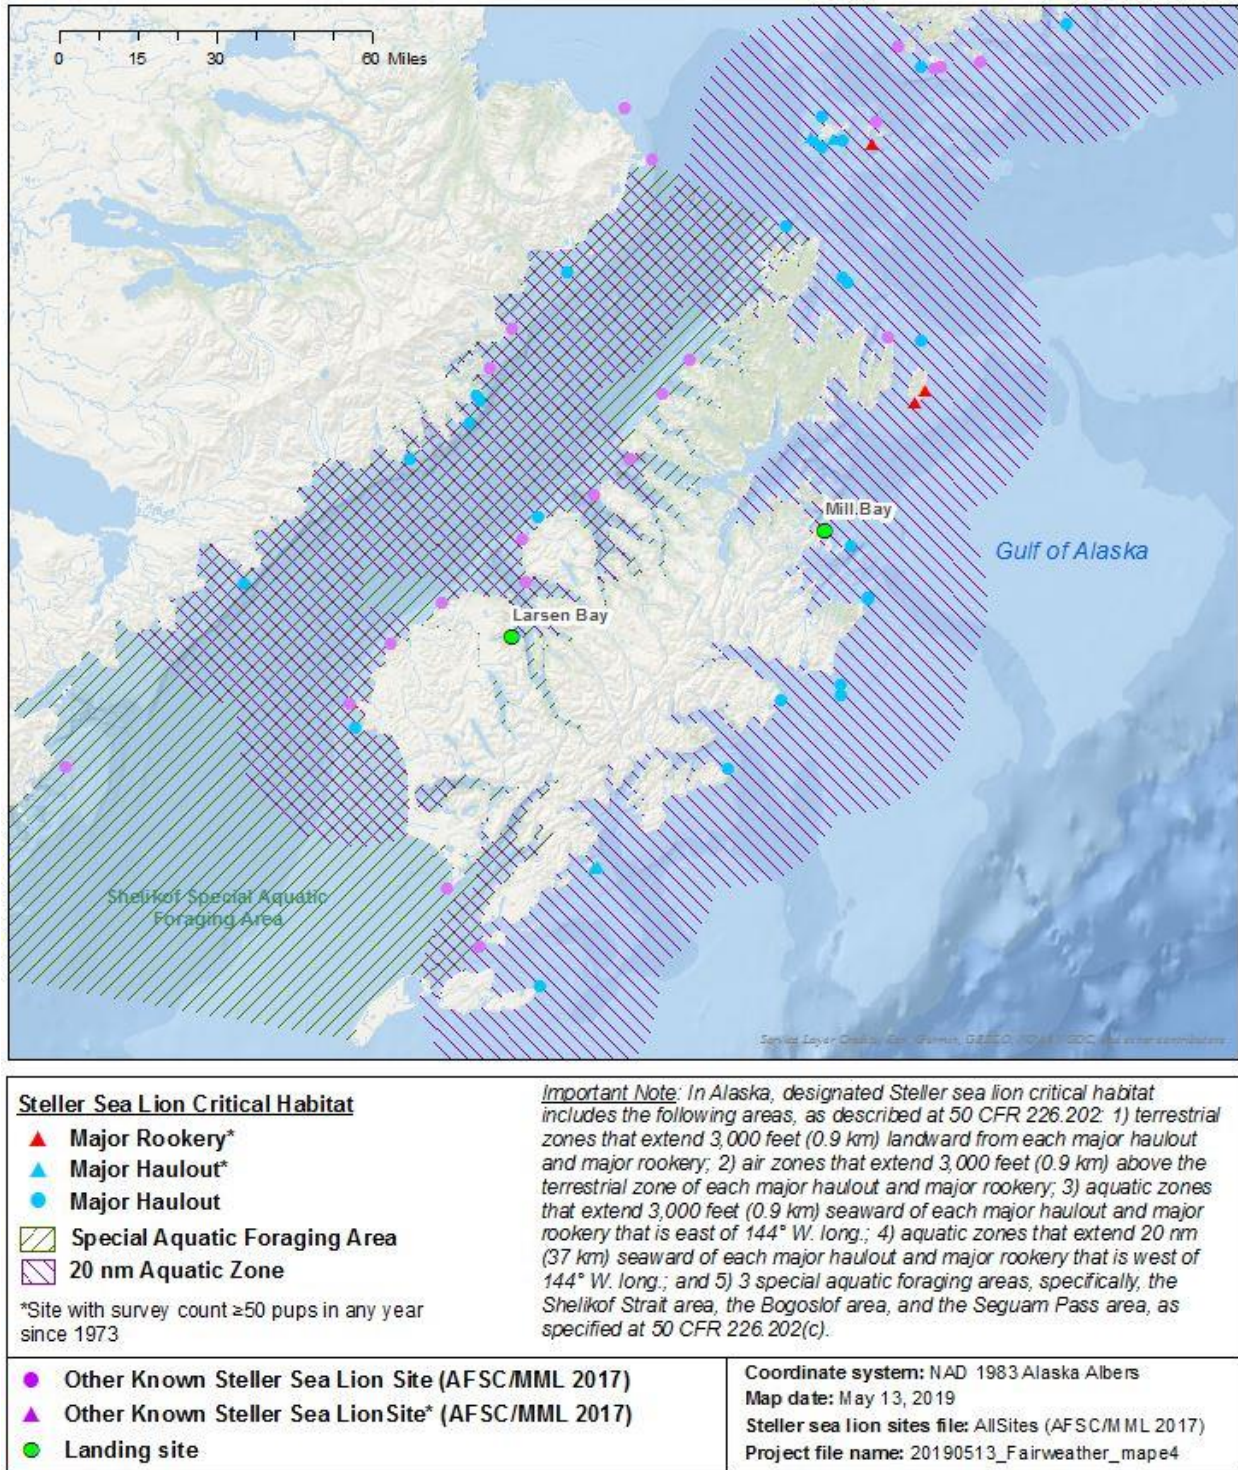 0 15 30 60 Miles
Mill Bay
Gulf of Alaska
Larsen Bay
Shelikof Special Aquatic
Foraging Area
Service Layer Credits: Esri, Garmin, GEBCO, NOAA NGDC, and other contributors
Steller Sea Lion Critical Habitat
Major Rookery*
Major Haulout*
Major Haulout
Special Aquatic Foraging Area
20 nm Aquatic Zone
*Site with survey count ≥50 pups in any year
since 1973
Important Note: In Alaska, designated Steller sea lion critical habitat
includes the following areas, as described at 50 CFR 226.202: 1) terrestrial
zones that extend 3,000 feet (0.9 km) landward from each major haulout
and major rookery; 2) air zones that extend 3,000 feet (0.9 km) above the
terrestrial zone of each major haulout and major rookery; 3) aquatic zones
that extend 3,000 feet (0.9 km) seaward of each major haulout and major
rookery that is east of 144° W. long.; 4) aquatic zones that extend 20 nm
(37 km) seaward of each major haulout and major rookery that is west of
144° W. long.; and 5) 3 special aquatic foraging areas, specifically, the
Shelikof Strait area, the Bogoslof area, and the Seguam Pass area, as
specified at 50 CFR 226.202(c).
Other Known Steller Sea Lion Site (AFSC/MML 2017)
Other Known Steller Sea Lion Site* (AFSC/MML 2017)
Landing site
Coordinate system: NAD 1983 Alaska Albers
Map date: May 13, 2019
Steller sea lion sites file: AllSites (AFSC/MML 2017)
Project file name: 20190513_Fairweather_mape4